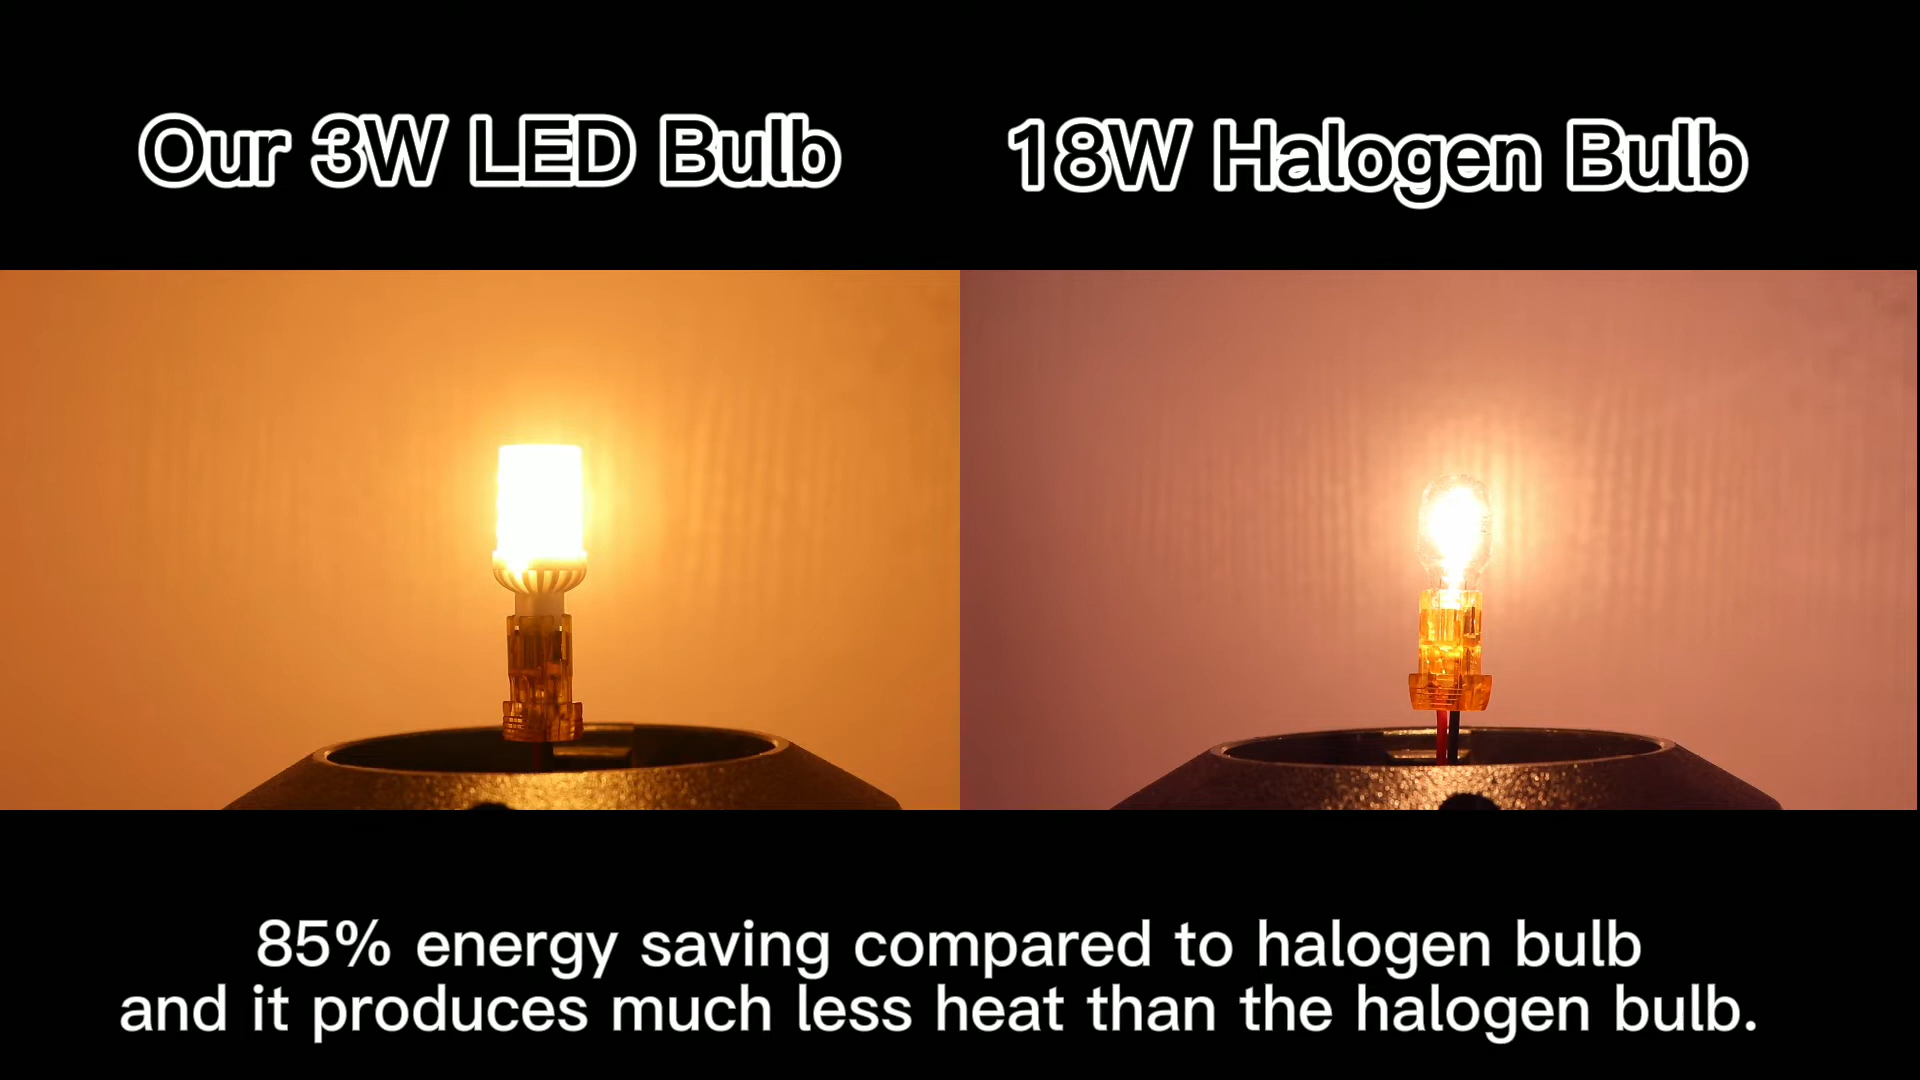 Our 3W LED Bulb
18W Halogen Bulb
85% energy saving compared to halogen bulb
and it produces much less heat than the halogen bulb.